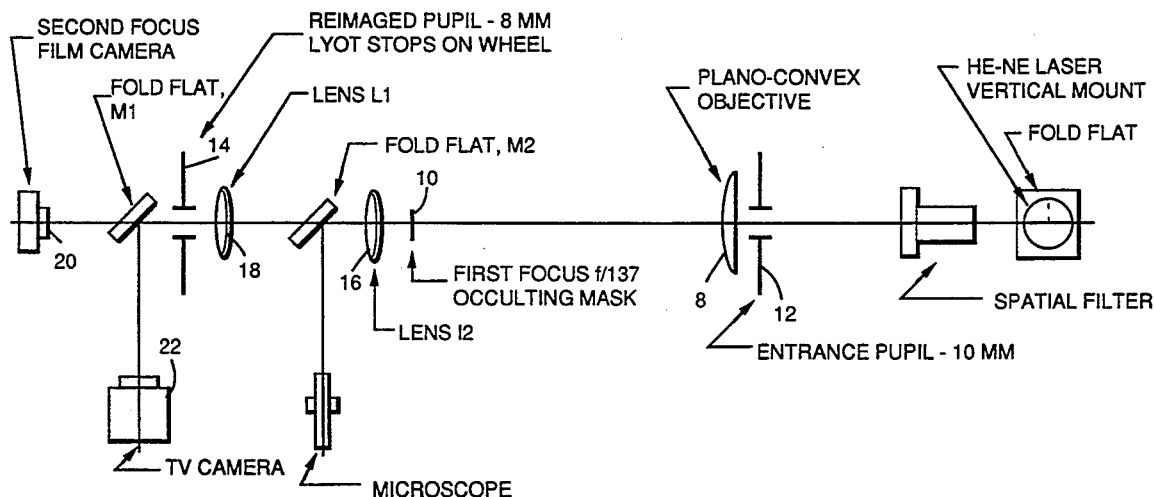 SECOND FOCUS
FILM CAMERA
FOLD FLAT,
M1
REIMAGED PUPIL - 8 MM
LYOT STOPS ON WHEEL
LENS L1
14
FOLD FLAT, M2
10
PLANO-CONVEX
OBJECTIVE
HE-NE LASER
VERTICAL MOUNT
FOLD FLAT
20
18
16
FIRST FOCUS f/137
OCCULTING MASK
8
12
SPATIAL FILTER
LENS l2
ENTRANCE PUPIL - 10 MM
22
TV CAMERA
MICROSCOPE